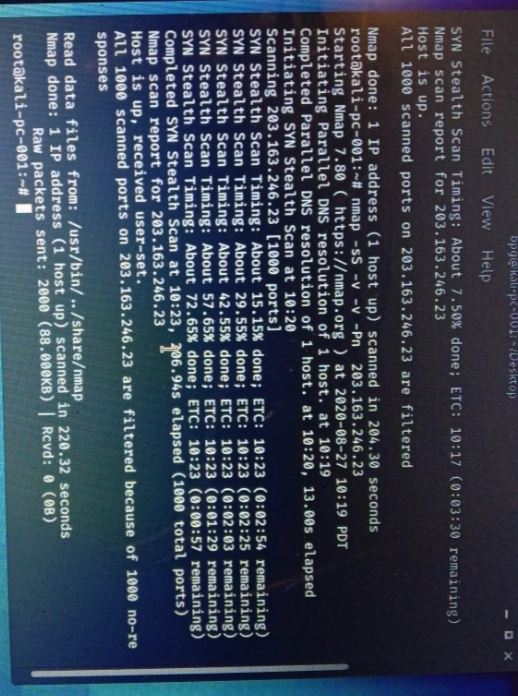 File Actions Edit View Help
SYN Stealth Scan Timing: About 7.50% done; ETC: 10:17 (0:03:30 remaining)
Nmap scan report for 203.163.246.23
Host is up.
All 1000 scanned ports on 203.163.246.23 are filtered
Nmap done: 1 IP address (1 host up) scanned in 204.30 seconds
root@kali-pc-001:~# nmap -sS -v -v -Pn 203.163.246.23
Starting Nmap 7.80 ( https://nmap.org ) at 2020-08-27 10:19 PDT
Initiating Parallel DNS resolution of 1 host. at 10:19
Completed Parallel DNS resolution of 1 host. at 10:20, 13.00s elapsed
Initiating SYN Stealth Scan at 10:20
Scanning 203.163.246.23 [1000 ports]
SYN Stealth Scan Timing: About 15.15% done; ETC: 10:23 (0:02:54 remaining)
SYN Stealth Scan Timing: About 29.55% done; ETC: 10:23 (0:02:25 remaining)
SYN Stealth Scan Timing: About 42.55% done; ETC: 10:23 (0:02:03 remaining)
SYN Stealth Scan Timing: About 57.65% done; ETC: 10:23 (0:01:29 remaining)
SYN Stealth Scan Timing: About 72.65% done; ETC: 10:23 (0:00:57 remaining)
Completed SYN Stealth Scan at 10:23, 206.94s elapsed (1000 total ports)
Nmap scan report for 203.163.246.23
Host is up, received user-set.
All 1000 scanned ports on 203.163.246.23 are filtered because of 1000 no-re
sponses
Read data files from: /usr/bin/../share/nmap
Nmap done: 1 IP address (1 host up) scanned in 220.32 seconds
Raw packets sent: 2000 (88.000KB) | Rcvd: 0 (0B)
root@kali-pc-001:~#